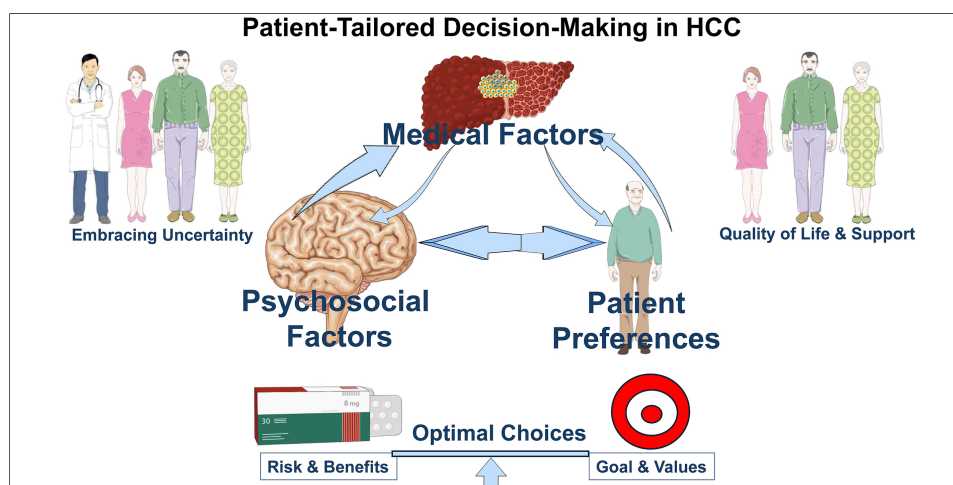 Patient-Tailored Decision-Making in HCC
Medical Factors
Embracing Uncertainty
Quality of Life & Support
Psychosocial
Factors
Patient
Preferences
8 mg
30
Optimal Choices
Risk & Benefits
Goal & Values